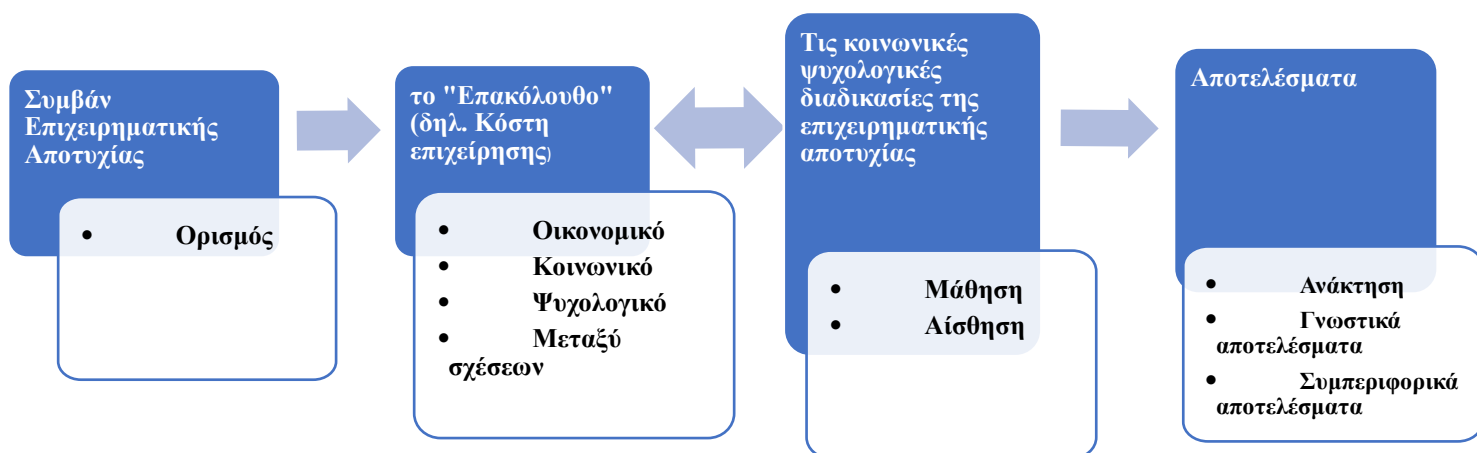 Συμβάν
Επιχειρηματικής
Αποτυχίας
• Ορισμός
το "Επακόλουθο"
(δηλ. Κόστη
επιχείρησης)
• Οικονομικό
• Κοινωνικό
• Ψυχολογικό
• Μεταξύ
σχέσεων
Τις κοινωνικές
ψυχολογικές
διαδικασίες της
επιχειρηματικής
αποτυχίας
• Μάθηση
• Αίσθηση
Αποτελέσματα
• Ανάκτηση
• Γνωστικά
αποτελέσματα
• Συμπεριφορικά
αποτελέσματα